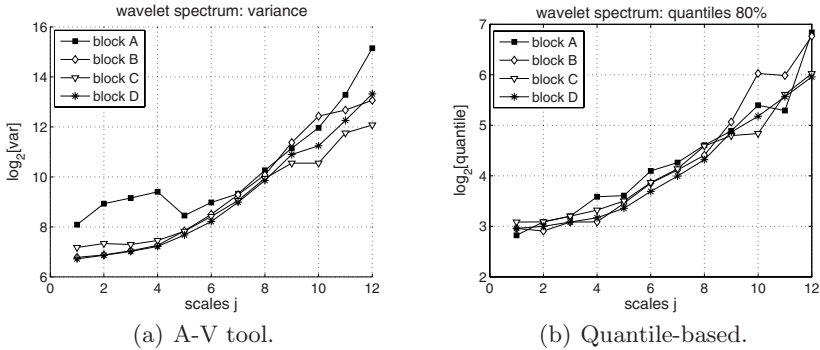 wavelet spectrum: variance
16
14
12
10
8
6
log2[var]
block A
block B
block C
block D
0 2 4 6 8 10 12
scales j
(a) A-V tool.
wavelet spectrum: quantiles 80%
7
6
5
4
3
2
log2[quantile]
block A
block B
block C
block D
0 2 4 6 8 10 12
scales j
(b) Quantile-based.